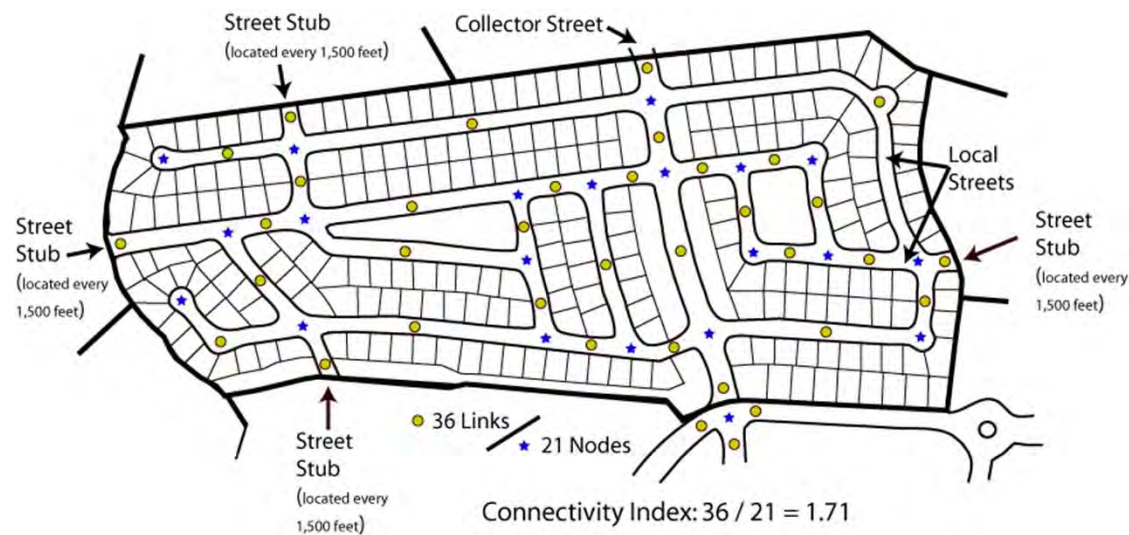 Street Stub
(located every 1,500 feet)
Collector Street
Local
Streets
Street
Stub
(located every
1,500 feet)
Street
Stub
(located every
1,500 feet)
36 Links
21 Nodes
Street
Stub
(located every
1,500 feet)
Connectivity Index: 36 / 21 = 1.71